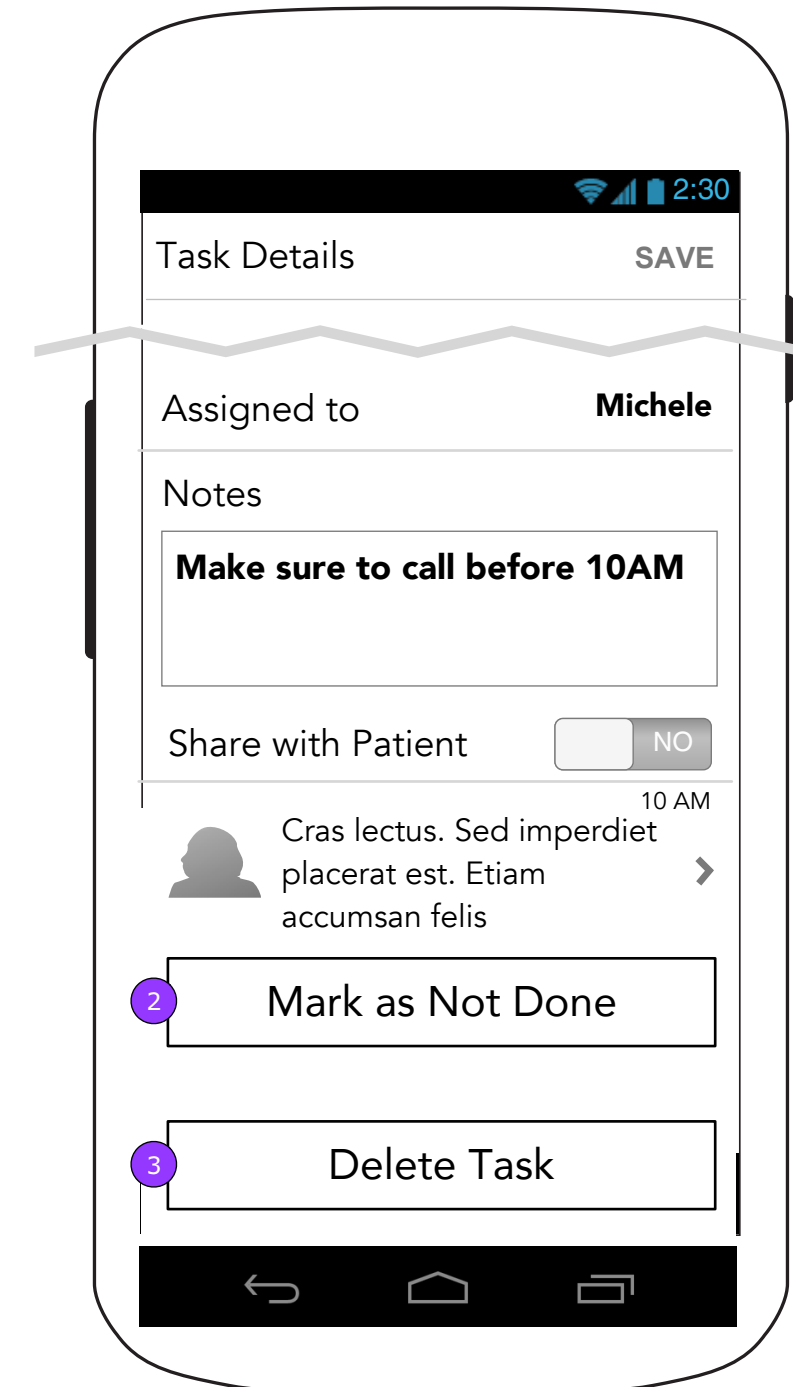 2:30
Task Details SAVE
Assigned to Michele
Notes
Make sure to call before 10AM
Share with Patient NO
10 AM
Cras lectus. Sed imperdiet
placerat est. Etiam
accumsan felis
2 Mark as Not Done
3 Delete Task